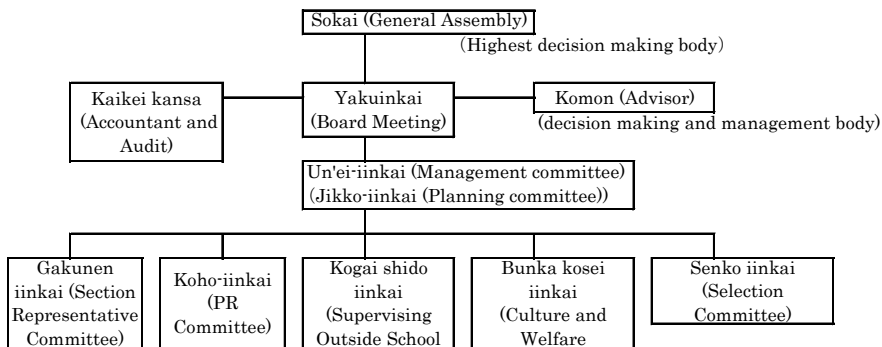 Sokai (General Assembly)
(Highest decision making body)
Kaikei kansa
(Accountant and
Audit)
Yakuinkai
(Board Meeting)
Komon (Advisor)
(decision making and management body)
Un'ei-iinkai (Management committee)
(Jikko-iinkai (Planning committee))
Gakunen
iinkai (Section
Representative
Committee)
Koho-iinkai
(PR
Committee)
Kogai shido
iinkai
(Supervising
Outside School
Bunka kosei
iinkai
(Culture and
Welfare
Senko iinkai
(Selection
Committee)